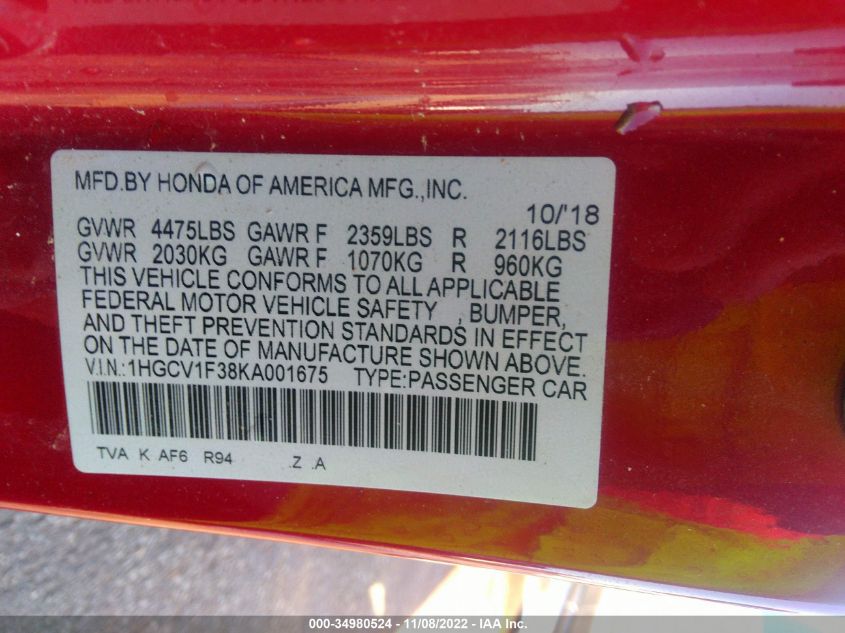 MFD.BY HONDA OF AMERICA MFG.,INC.
10/'18
GVWR 4475LBS GAWR F 2359LBS R 2116LBS
GVWR 2030KG GAWR F 1070KG R 960KG
THIS VEHICLE CONFORMS TO ALL APPLICABLE
FEDERAL MOTOR VEHICLE SAFETY , BUMPER,
AND THEFT PREVENTION STANDARDS IN EFFECT
ON THE DATE OF MANUFACTURE SHOWN ABOVE.
V.I.N.:1HGCV1F38KA001675 TYPE:PASSENGER CAR
TVA K AF6 R94 .Z .A
000-34980524 - 11/08/2022 - IAA Inc.